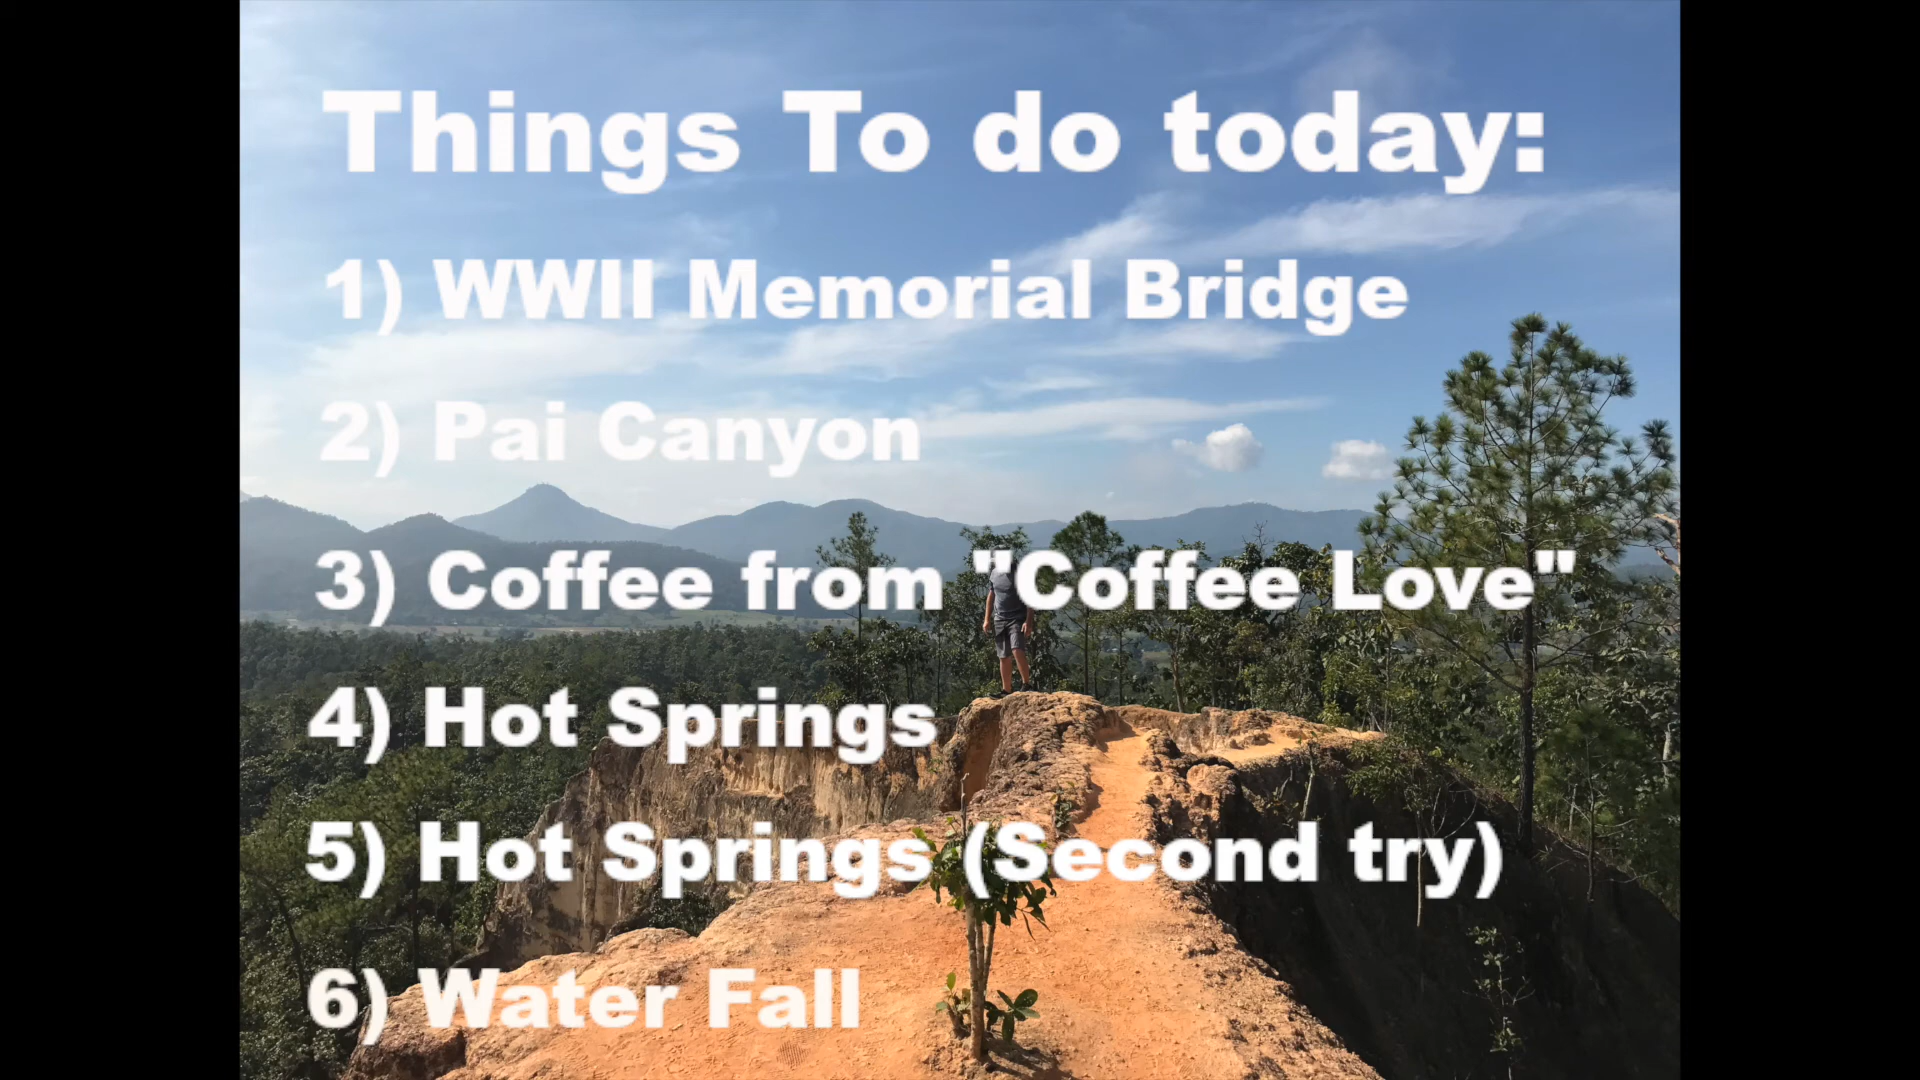 Things To do today:
1) WWII Memorial Bridge
2) Pai Canyon
3) Coffee from "Coffee Love"
4) Hot Springs
5) Hot Springs (Second try)
6) Water Fall